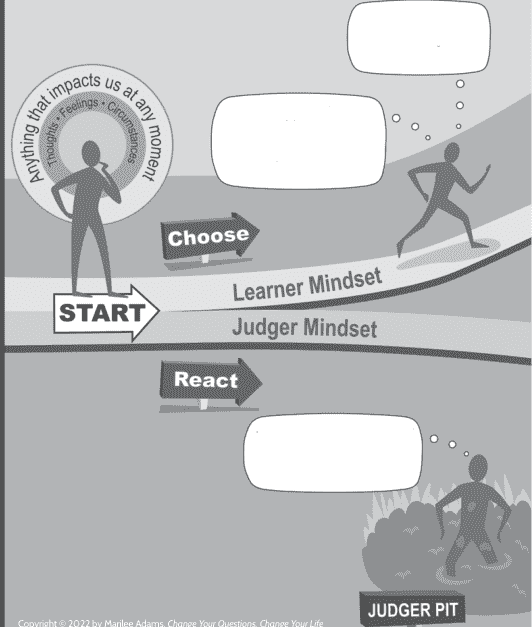 Anything that impacts us at any moment
Thoughts • Feelings • Circumstances
Choose
Learner Mindset
START
Judger Mindset
React
JUDGER PIT
Copyright © 2022 by Marilee Adams, Change Your Questions, Change Your Life